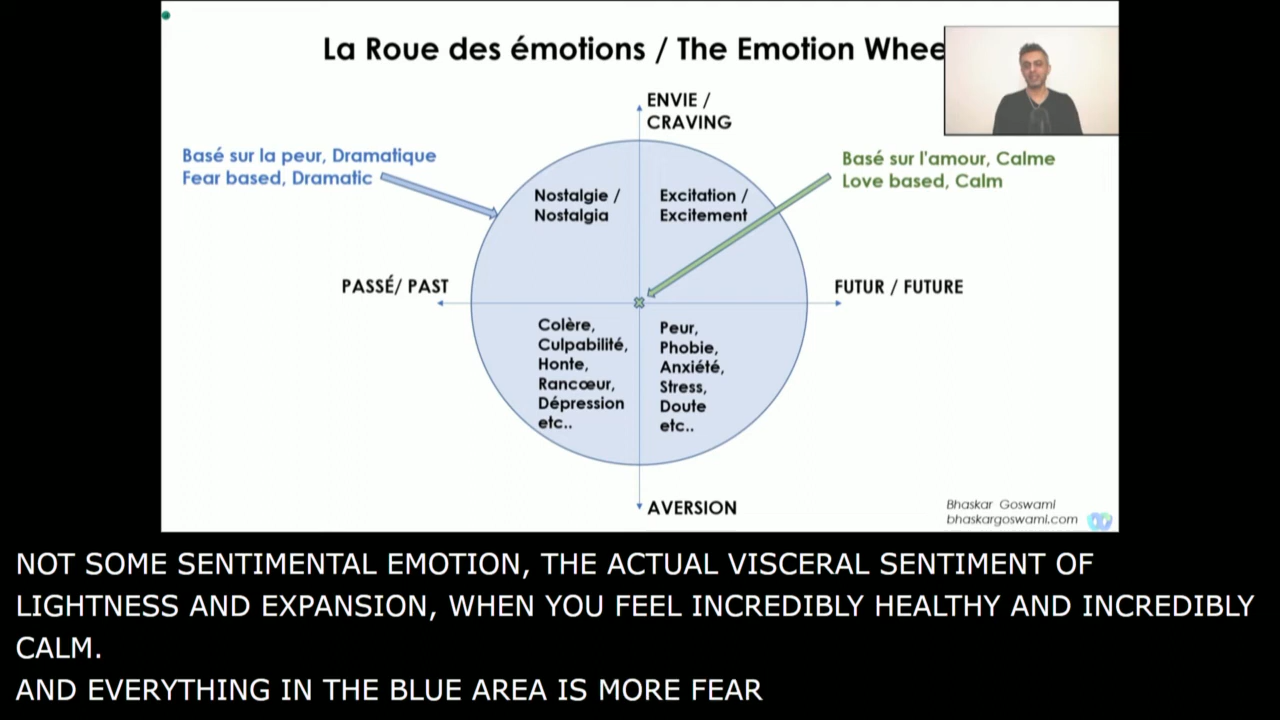 La Roue des émotions / The Emotion Whee
ENVIE /
CRAVING
Basé sur la peur, Dramatique
Fear based, Dramatic
Basé sur l'amour, Calme
Love based, Calm
Nostalgie /
Nostalgia
Excitation /
Excitement
PASSÉ/ PAST
FUTUR / FUTURE
Colère,
Culpabilité,
Honte,
Rancœur,
Dépression
etc..
Peur,
Phobie,
Anxiété,
Stress,
Doute
etc..
AVERSION
Bhaskar Goswami
bhaskargoswami.com
NOT SOME SENTIMENTAL EMOTION, THE ACTUAL VISCERAL SENTIMENT OF
LIGHTNESS AND EXPANSION, WHEN YOU FEEL INCREDIBLY HEALTHY AND INCREDIBLY
CALM.
AND EVERYTHING IN THE BLUE AREA IS MORE FEAR